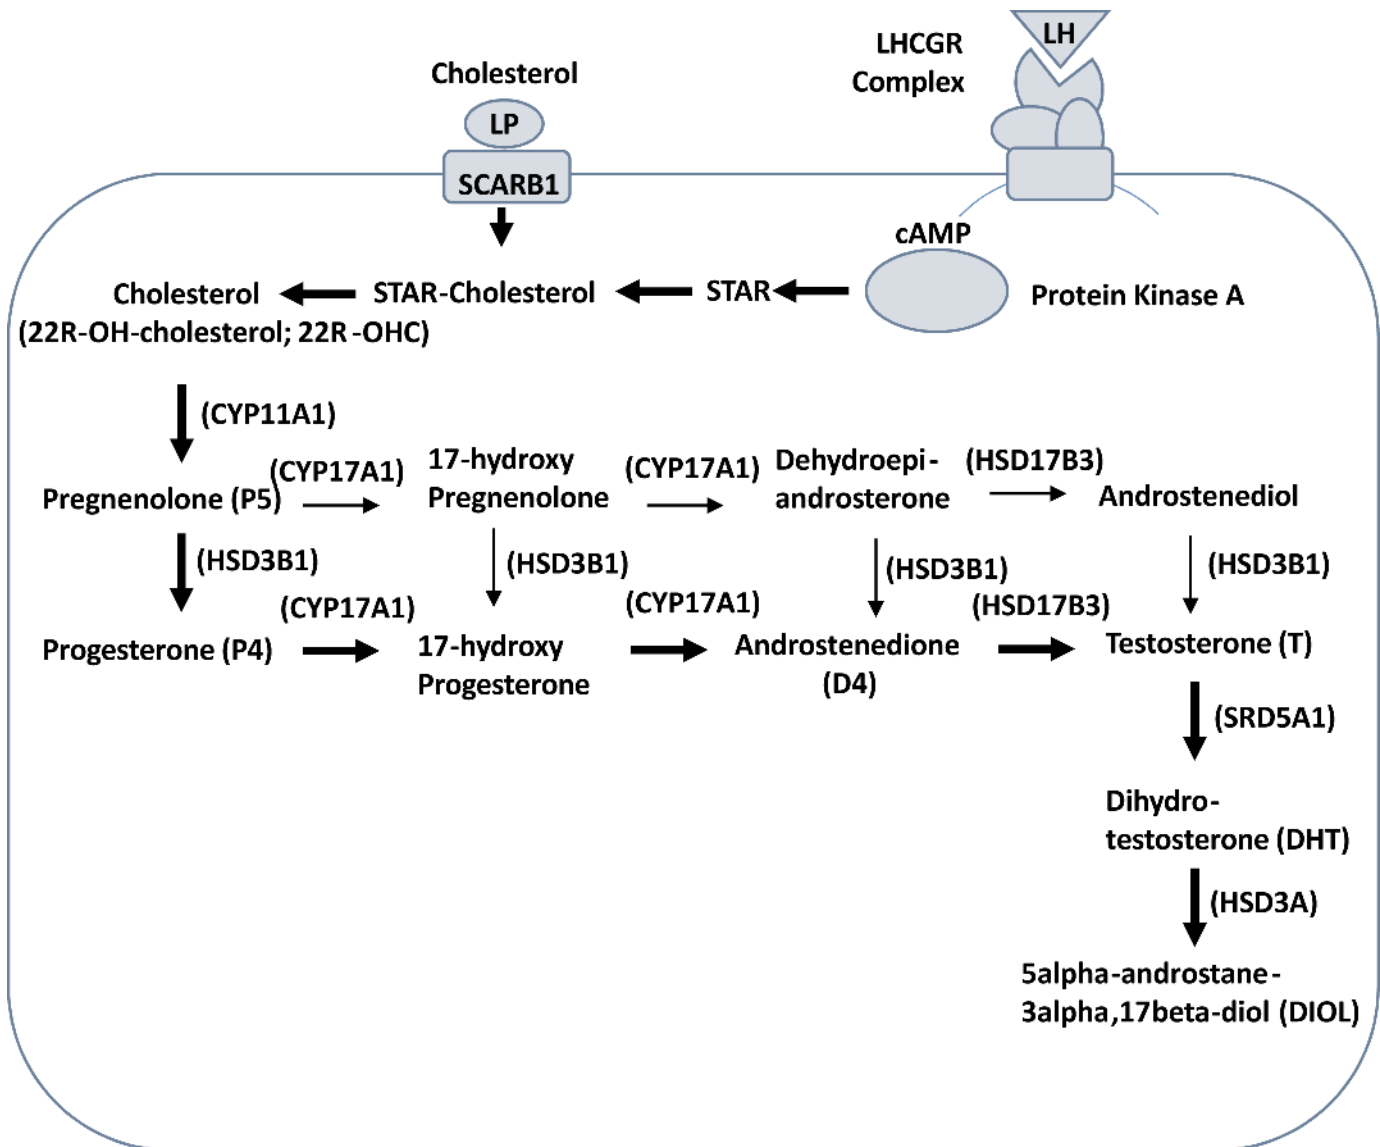 LH
LHCGR
Complex
Cholesterol
LP
SCARB1
cAMP
Cholesterol
STAR-Cholesterol
STAR
Protein Kinase A
(22R-OH-cholesterol; 22R-OHC)
(CYP11A1)
Pregnenolone (P5)
(CYP17A1)
17-hydroxy
Pregnenolone
(CYP17A1)
Dehydroepi-
androsterone
(HSD17B3)
Androstenediol
(HSD3B1)
(HSD3B1)
(HSD3B1)
(HSD3B1)
Progesterone (P4)
(CYP17A1)
17-hydroxy
Progesterone
(CYP17A1)
Androstenedione
(D4)
(HSD17B3)
Testosterone (T)
(SRD5A1)
Dihydro-
testosterone (DHT)
(HSD3A)
5alpha-androstane-
3alpha,17beta-diol (DIOL)